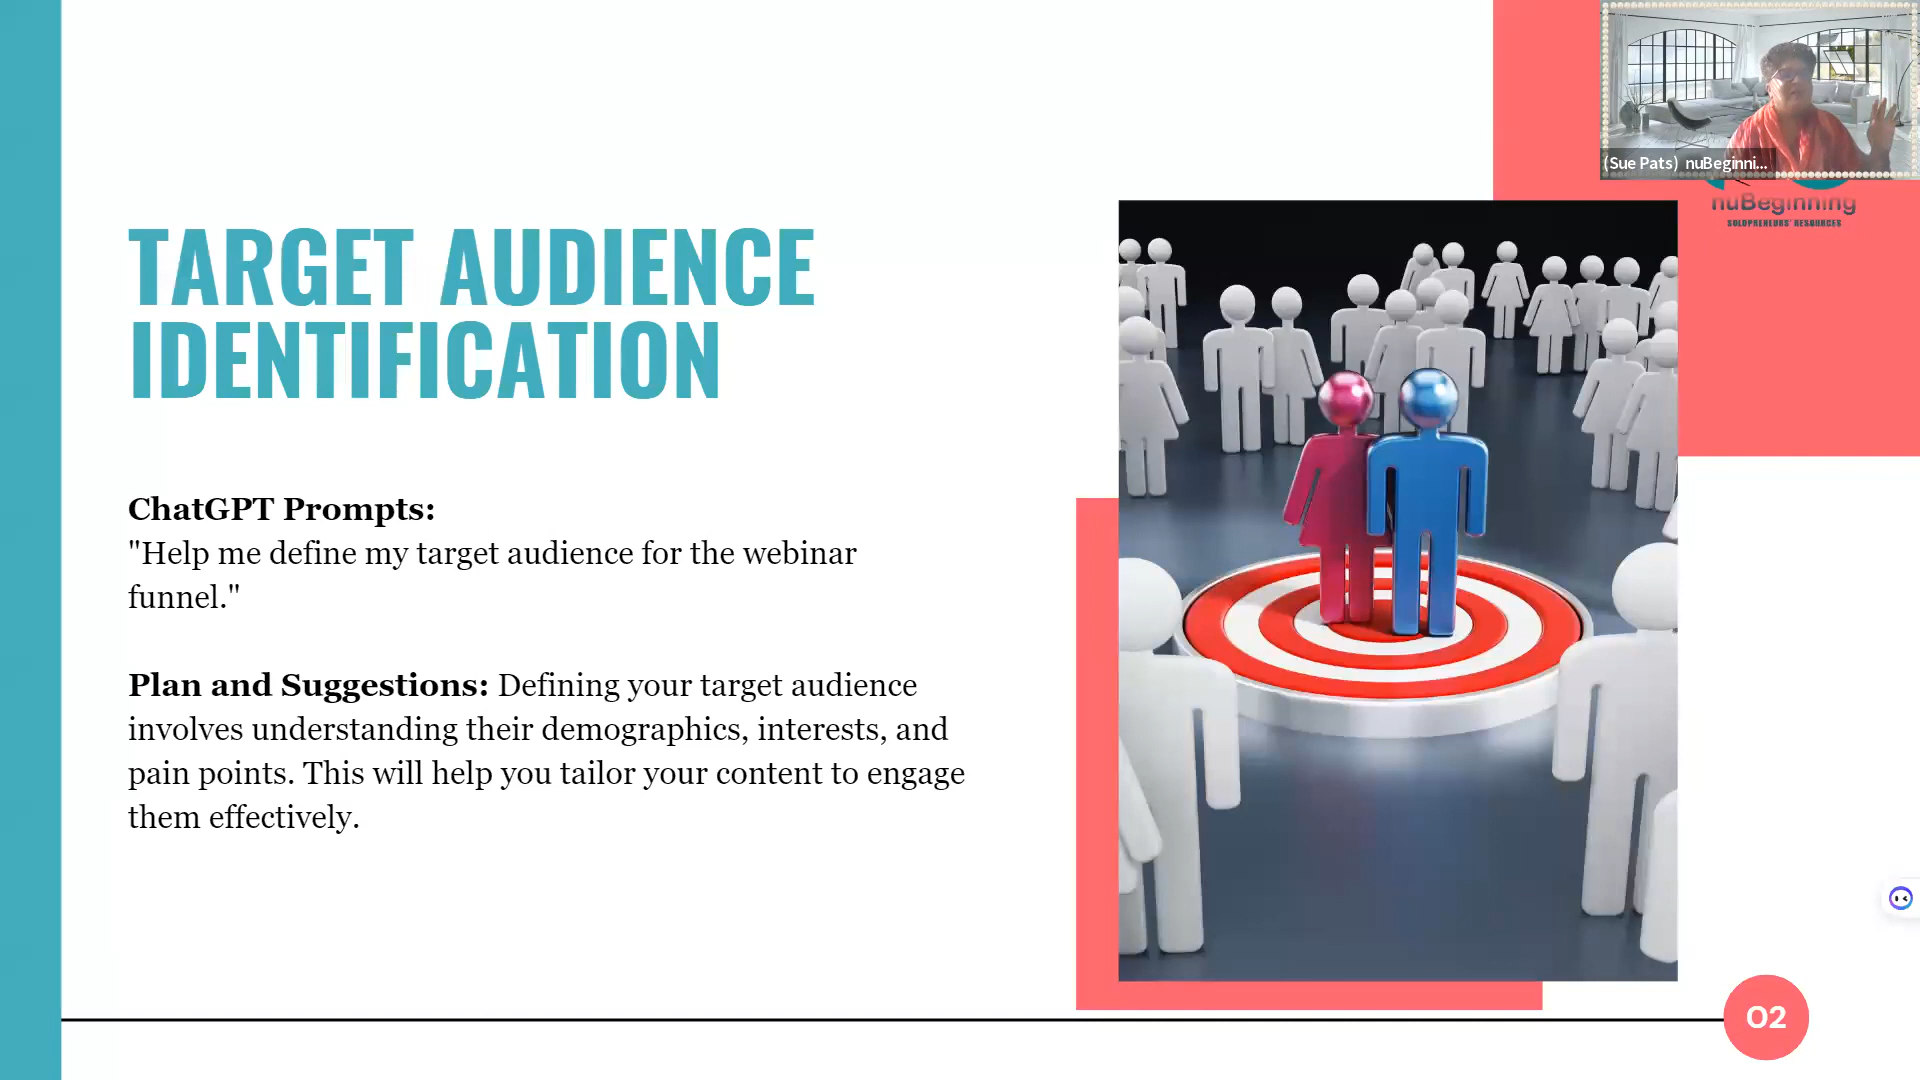 (Sue Pats) nuBeginni...
nuBeginning
SOLOPRENEURS' RESOURCES
TARGET AUDIENCE
IDENTIFICATION
ChatGPT Prompts:
"Help me define my target audience for the webinar
funnel."
Plan and Suggestions: Defining your target audience
involves understanding their demographics, interests, and
pain points. This will help you tailor your content to engage
them effectively.
02